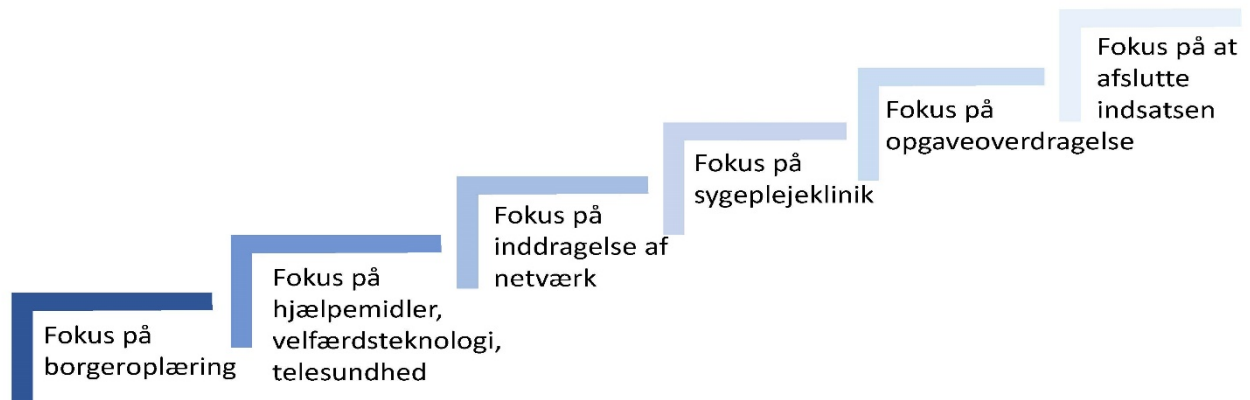 Fokus på
borgeroplæring
Fokus på
hjælpemidler,
velfærdsteknologi,
telesundhed
Fokus på
inddragelse af
netværk
Fokus på
sygeplejeklinik
Fokus på
opgaveoverdragelse
Fokus på at
afslutte
indsatsen